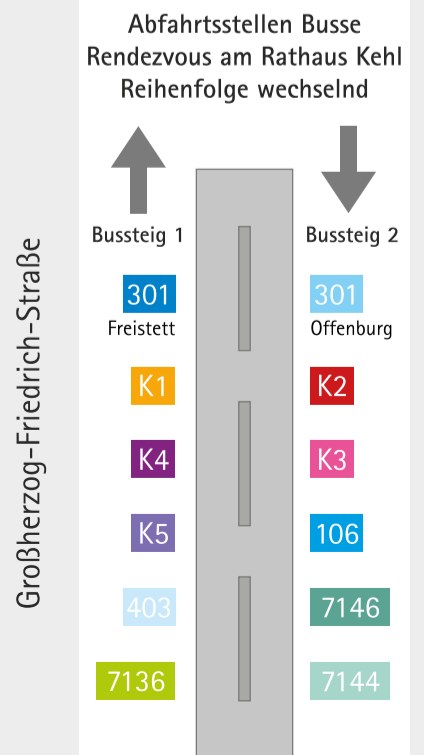 Abfahrtsstellen Busse
Rendezvous am Rathaus Kehl
Reihenfolge wechselnd
Großherzog-Friedrich-Straße
Bussteig 1
301
Freistett
K1
K4
K5
403
7136
Bussteig 2
301
Offenburg
K2
K3
106
7146
7144